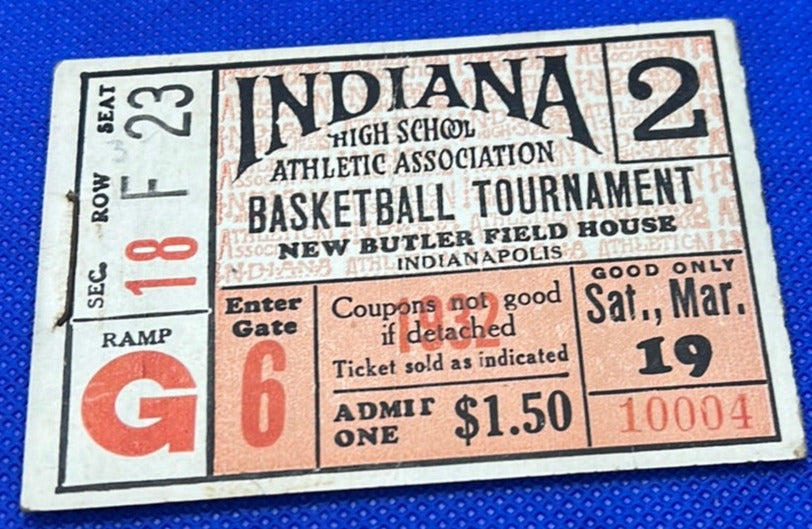 SEC. ROW SEAT
18 F 23
RAMP
G
INDIANA
HIGH SCHOOL
ATHLETIC ASSOCIATION
2
BASKETBALL TOURNAMENT
NEW BUTLER FIELD HOUSE
INDIANAPOLIS
Enter
Gate
6
1932
Coupons not good
if detached
Ticket sold as indicated
ADMIT
ONE
$1.50
GOOD ONLY
Sat., Mar.
19
10004